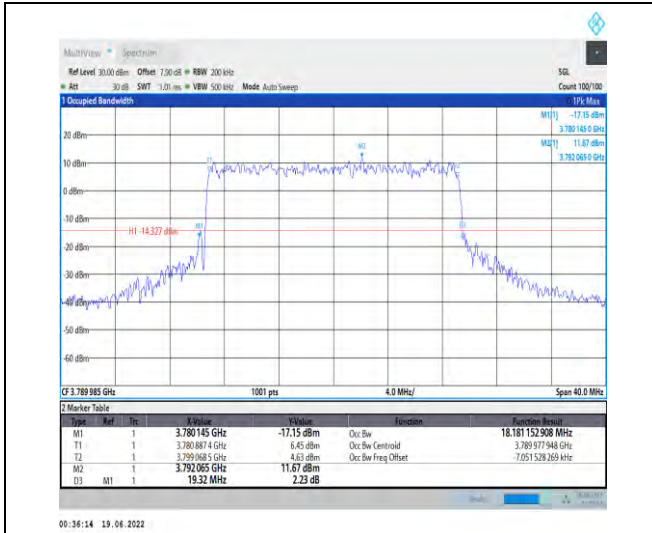 MultiView Spectrum
Ref Level 30.00 dBm Offset 7.90 dB RBW 200 kHz SGL
Att 30 dB SWT 1.01 ms VBW 500 kHz Mode Auto Sweep Count 100/100
1 Occupied Bandwidth 1Pk Max
M1[1] -17.15 dBm
3.780 145 0 GHz
M2[1] 11.67 dBm
3.792 065 0 GHz
20 dBm
M2
T1
10 dBm
0 dBm
-10 dBm
H1 -14.327 dBm
M1
D3
-20 dBm
-30 dBm
-40 dBm
-50 dBm
-60 dBm
CF 3.789 985 GHz 1001 pts 4.0 MHz/ Span 40.0 MHz
2 Marker Table
Type Ref Trc X-Value Y-Value Function Function Result
M1 1 3.780145 GHz -17.15 dBm Occ Bw 18.181 152 908 MHz
T1 1 3.780 887 4 GHz 6.45 dBm Occ Bw Centroid 3.789 977 948 GHz
T2 1 3.799 068 5 GHz 4.63 dBm Occ Bw Freq Offset -7.051 528 269 kHz
M2 1 3.792 065 GHz 11.67 dBm
D3 M1 1 19.32 MHz 2.23 dB
00:36:14 19.06.2022